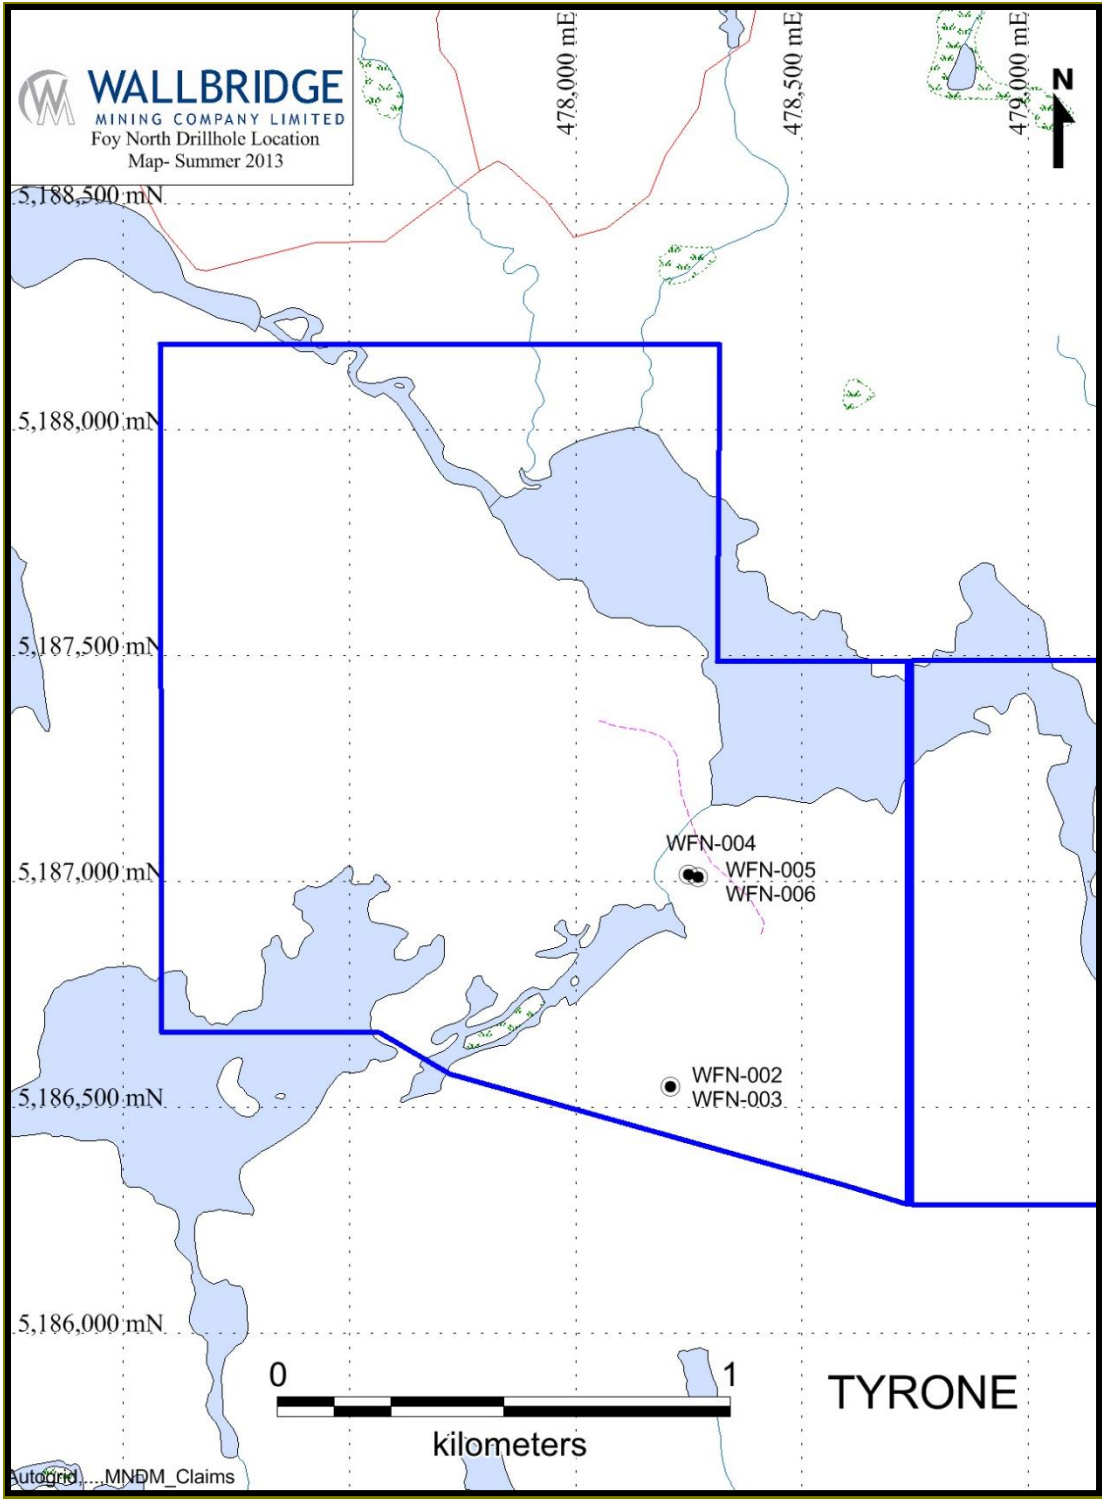 WALLBRIDGE
MINING COMPANY LIMITED
Foy North Drillhole Location
Map- Summer 2013
478,000 mE
478,500 mE
479,000 mE
N
5,188,500 mN
5,188,000 mN
5,187,500 mN
WFN-004
5,187,000 mN
WFN-005
WFN-006
WFN-002
5,186,500 mN
WFN-003
5,186,000 mN
0
1
TYRONE
kilometers
Autogrid,...,MNDM_Claims